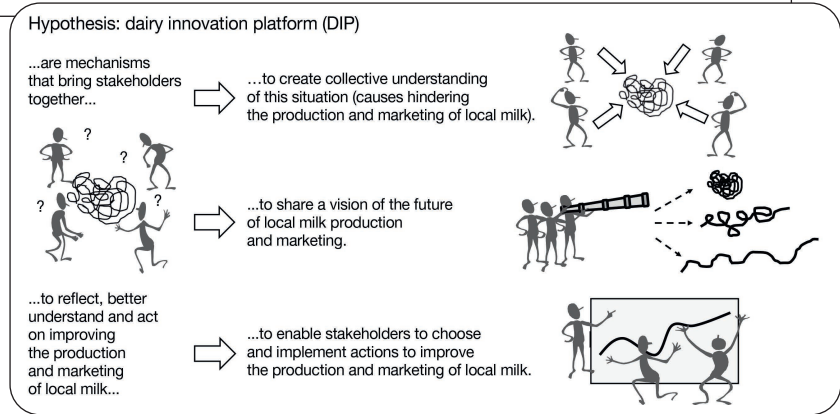 Hypothesis: dairy innovation platform (DIP)
...are mechanisms
that bring stakeholders
together...
...to create collective understanding
of this situation (causes hindering
the production and marketing of local milk).
?
?
?
?
...to share a vision of the future
of local milk production
and marketing.
...to reflect, better
understand and act
on improving
the production
and marketing
of local milk...
...to enable stakeholders to choose
and implement actions to improve
the production and marketing of local milk.